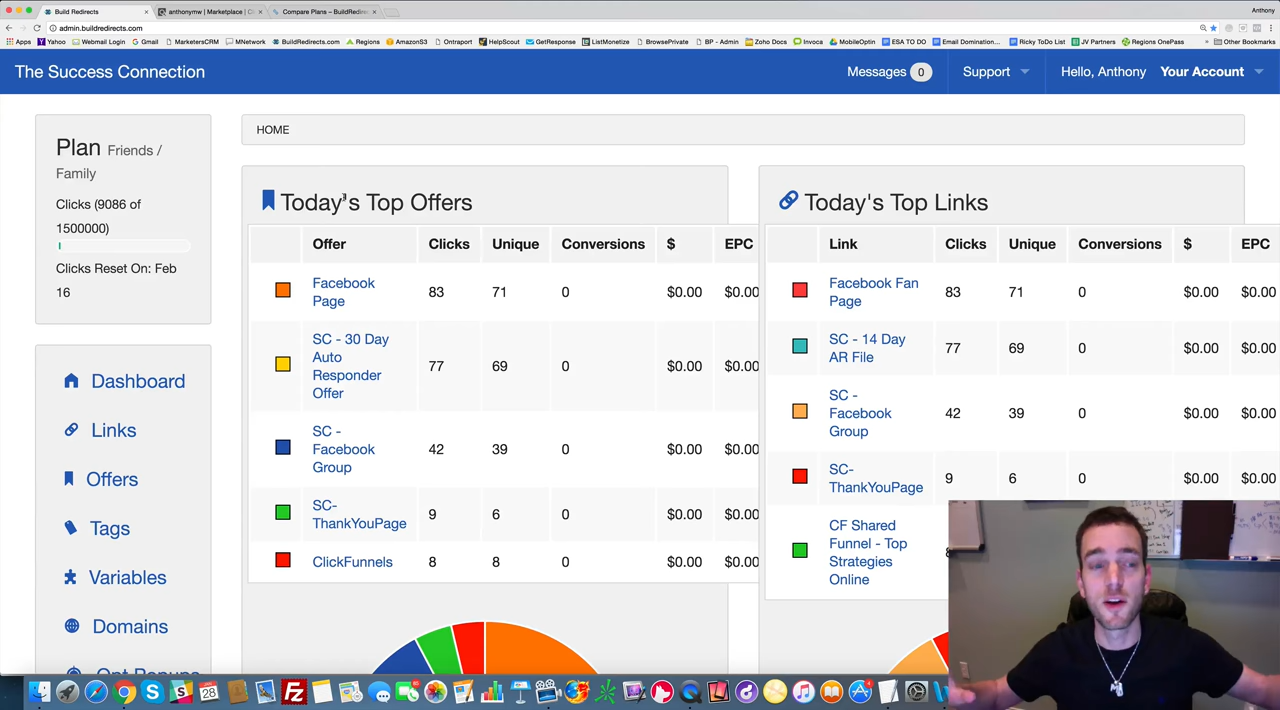 Build Redirects
anthonymw | Marketplace | C
Compare Plans – BuildRedire
Anthony
admin.buildredirects.com
Apps
Yahoo
Webmail Login
Gmail
MarketersCRM
MNetwork
BuildRedirects.com
Regions
AmazonS3
Ontraport
HelpScout
GetResponse
ListMonetize
BrowsePrivate
BP - Admin
Zoho Docs
Invoca
MobileOptin
ESA TO DO
Email Domination...
Ricky ToDo List
JV Partners
Regions OnePass
Other Bookmarks
The Success Connection
Messages 0
Support
Hello, Anthony
Your Account
Plan Friends /
Family
Clicks (9086 of
1500000)
Clicks Reset On: Feb
16
Dashboard
Links
Offers
Tags
Variables
Domains
Opt Popups
HOME
Today's Top Offers
Offer Clicks Unique Conversions $ EPC
Facebook
Page
83 71 0 $0.00 $0.00
SC - 30 Day
Auto
Responder
Offer
77 69 0 $0.00 $0.00
SC -
Facebook
Group
42 39 0 $0.00 $0.00
SC-
ThankYouPage
9 6 0 $0.00 $0.00
ClickFunnels 8 8 0 $0.00 $0.00
Today's Top Links
Link Clicks Unique Conversions $ EPC
Facebook Fan
Page
83 71 0 $0.00 $0.00
SC - 14 Day
AR File
77 69 0 $0.00 $0.00
SC -
Facebook
Group
42 39 0 $0.00 $0.00
SC-
ThankYouPage
9 6 0 $0.00 $0.00
CF Shared
Funnel - Top
Strategies
Online
28